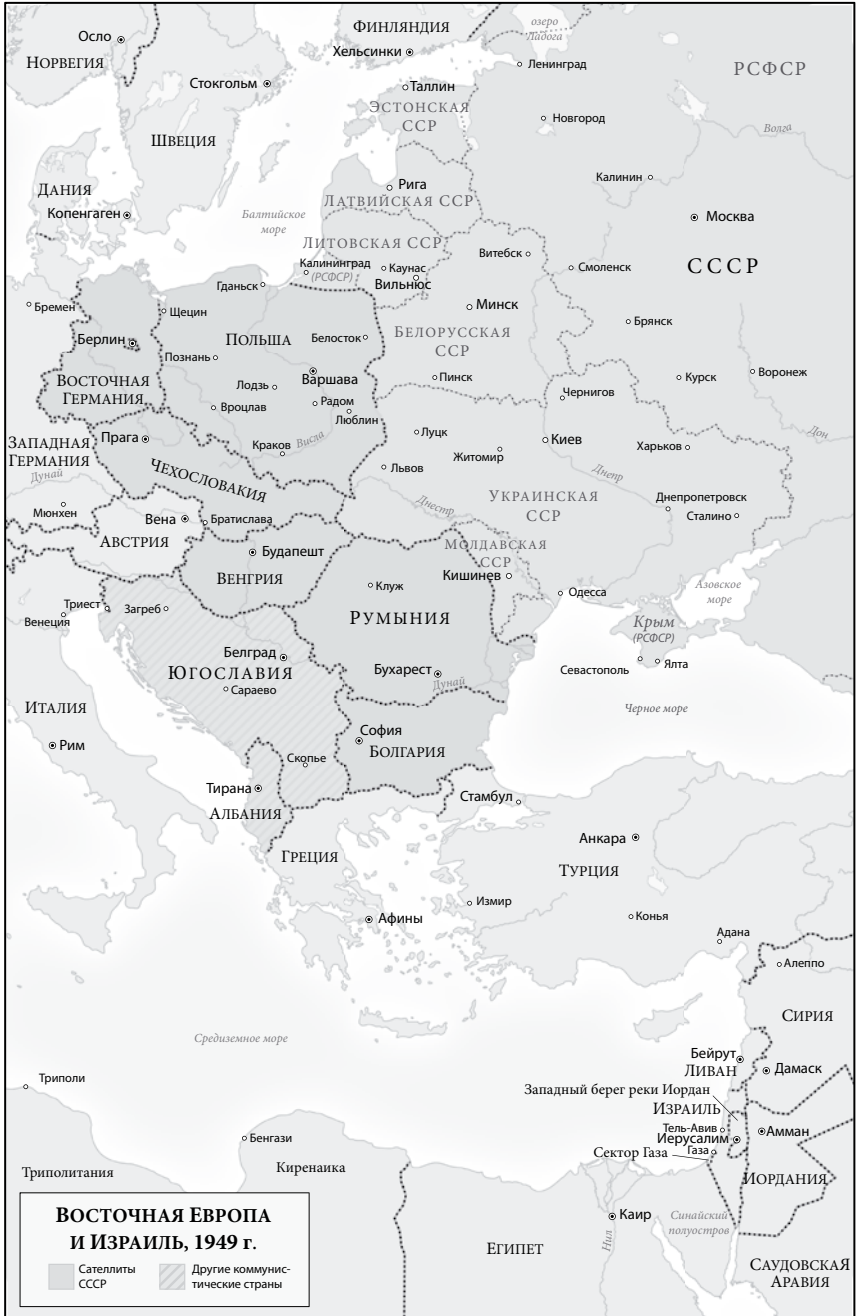 ФИНЛЯНДИЯ
озеро
Ладога
Осло
НОРВЕГИЯ
Хельсинки
Ленинград
РСФСР
Стокгольм
Таллин
ЭСТОНСКАЯ
ССР
Новгород
Волга
ШВЕЦИЯ
Калинин
ДАНИЯ
Рига
ЛАТВИЙСКАЯ ССР
Копенгаген
Балтийское
море
Москва
ЛИТОВСКАЯ ССР
Витебск
Калининград
(РСФСР)
Каунас
Вильнюс
Смоленск
СССР
Гданьск
Бремен
Щецин
Минск
Брянск
Берлин
ПОЛЬША
Белосток
БЕЛОРУССКАЯ
ССР
Познань
Варшава
ВОСТОЧНАЯ
ГЕРМАНИЯ
Лодзь
Пинск
Курск
Воронеж
Вроцлав
Радом
Люблин
Чернигов
ЗАПАДНАЯ
ГЕРМАНИЯ
Прага
Краков
Висла
Луцк
Житомир
Киев
Харьков
Дон
Дунай
ЧЕХОСЛОВАКИЯ
Львов
Днепр
Мюнхен
Вена
Братислава
Днестр
УКРАИНСКАЯ
ССР
Днепропетровск
Сталино
АВСТРИЯ
Будапешт
МОЛДАВСКАЯ
ССР
ВЕНГРИЯ
Клуж
Кишинев
Одесса
Азовское
море
Триест
Венеция
Загреб
РУМЫНИЯ
Крым
(РСФСР)
Белград
ЮГОСЛАВИЯ
Сараево
Бухарест
Дунай
Севастополь
Ялта
ИТАЛИЯ
Черное море
Рим
София
БОЛГАРИЯ
Скопье
Тирана
АЛБАНИЯ
Стамбул
Анкара
ГРЕЦИЯ
ТУРЦИЯ
Измир
Афины
Конья
Адана
Алеппо
СИРИЯ
Средиземное море
Бейрут
ЛИВАН
Дамаск
Триполи
Западный берег реки Иордан
ИЗРАИЛЬ
Тель-Авив
Иерусалим
Амман
Бенгази
Сектор Газа
Газа
Триполитания
Киренаика
ИОРДАНИЯ
Каир
Нил
Синайский
полуостров
ЕГИПЕТ
САУДОВСКАЯ
АРАВИЯ
ВОСТОЧНАЯ ЕВРОПА
И ИЗРАИЛЬ, 1949 г.
Сателлиты
СССР
Другие коммунис-
тические страны